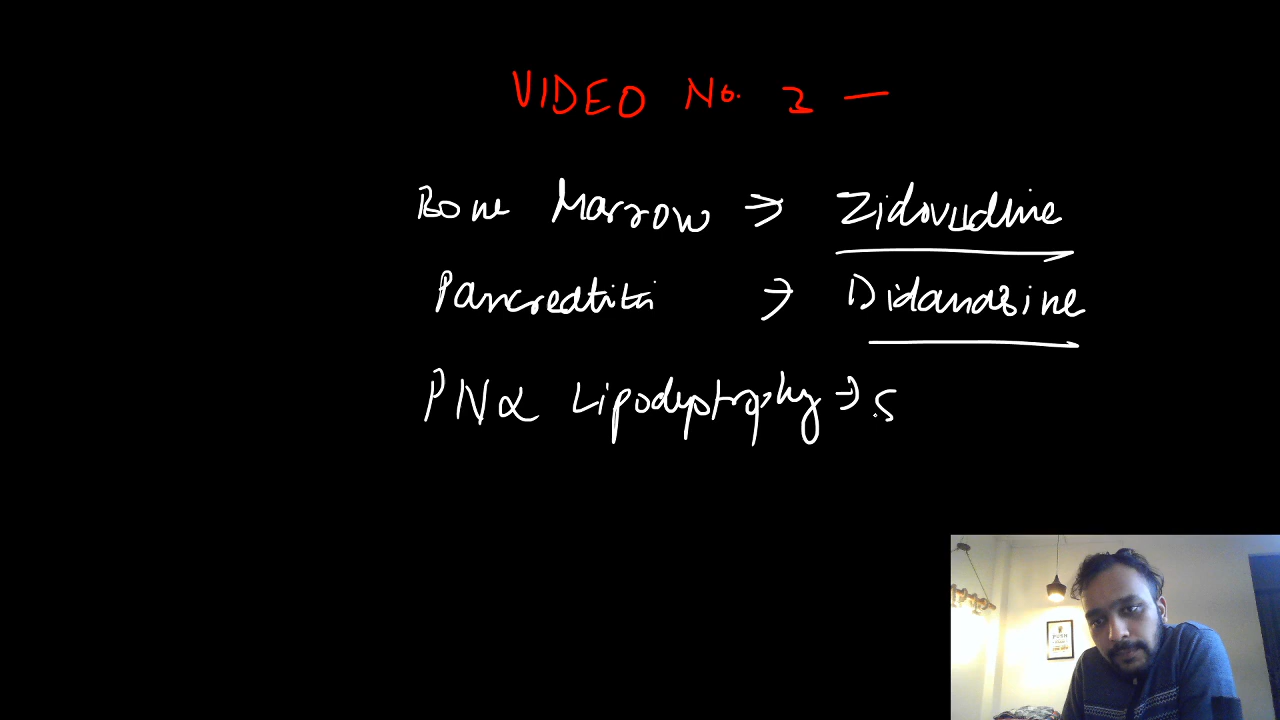 VIDEO No. 2 —
Bone Marrow → Zidovudine
Pancreatitis → Didanosine
PN & Lipodystrophy → S